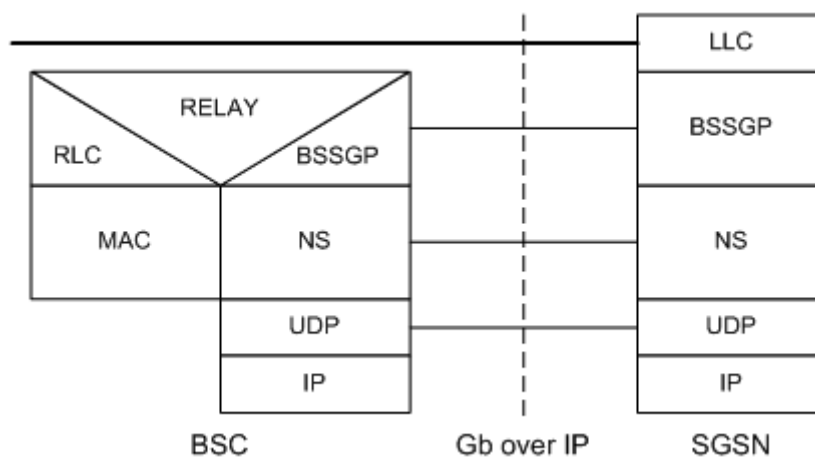 LLC
RELAY
BSSGP
RLC
BSSGP
MAC
NS
NS
UDP
UDP
IP
IP
BSC
Gb over IP
SGSN